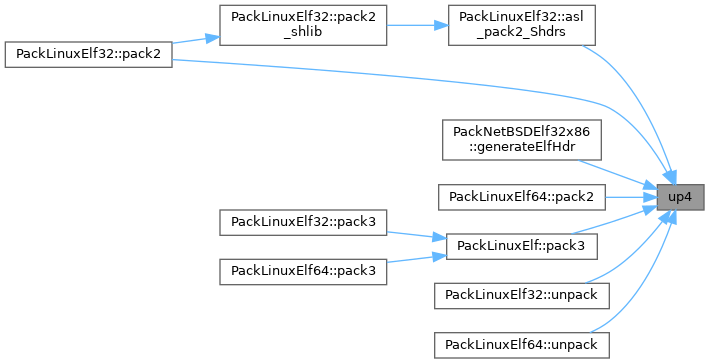 PackLinuxElf32::pack2
_shlib
PackLinuxElf32::asl
_pack2_Shdrs
PackLinuxElf32::pack2
PackNetBSDElf32x86
::generateElfHdr
PackLinuxElf64::pack2
up4
PackLinuxElf32::pack3
PackLinuxElf::pack3
PackLinuxElf64::pack3
PackLinuxElf32::unpack
PackLinuxElf64::unpack